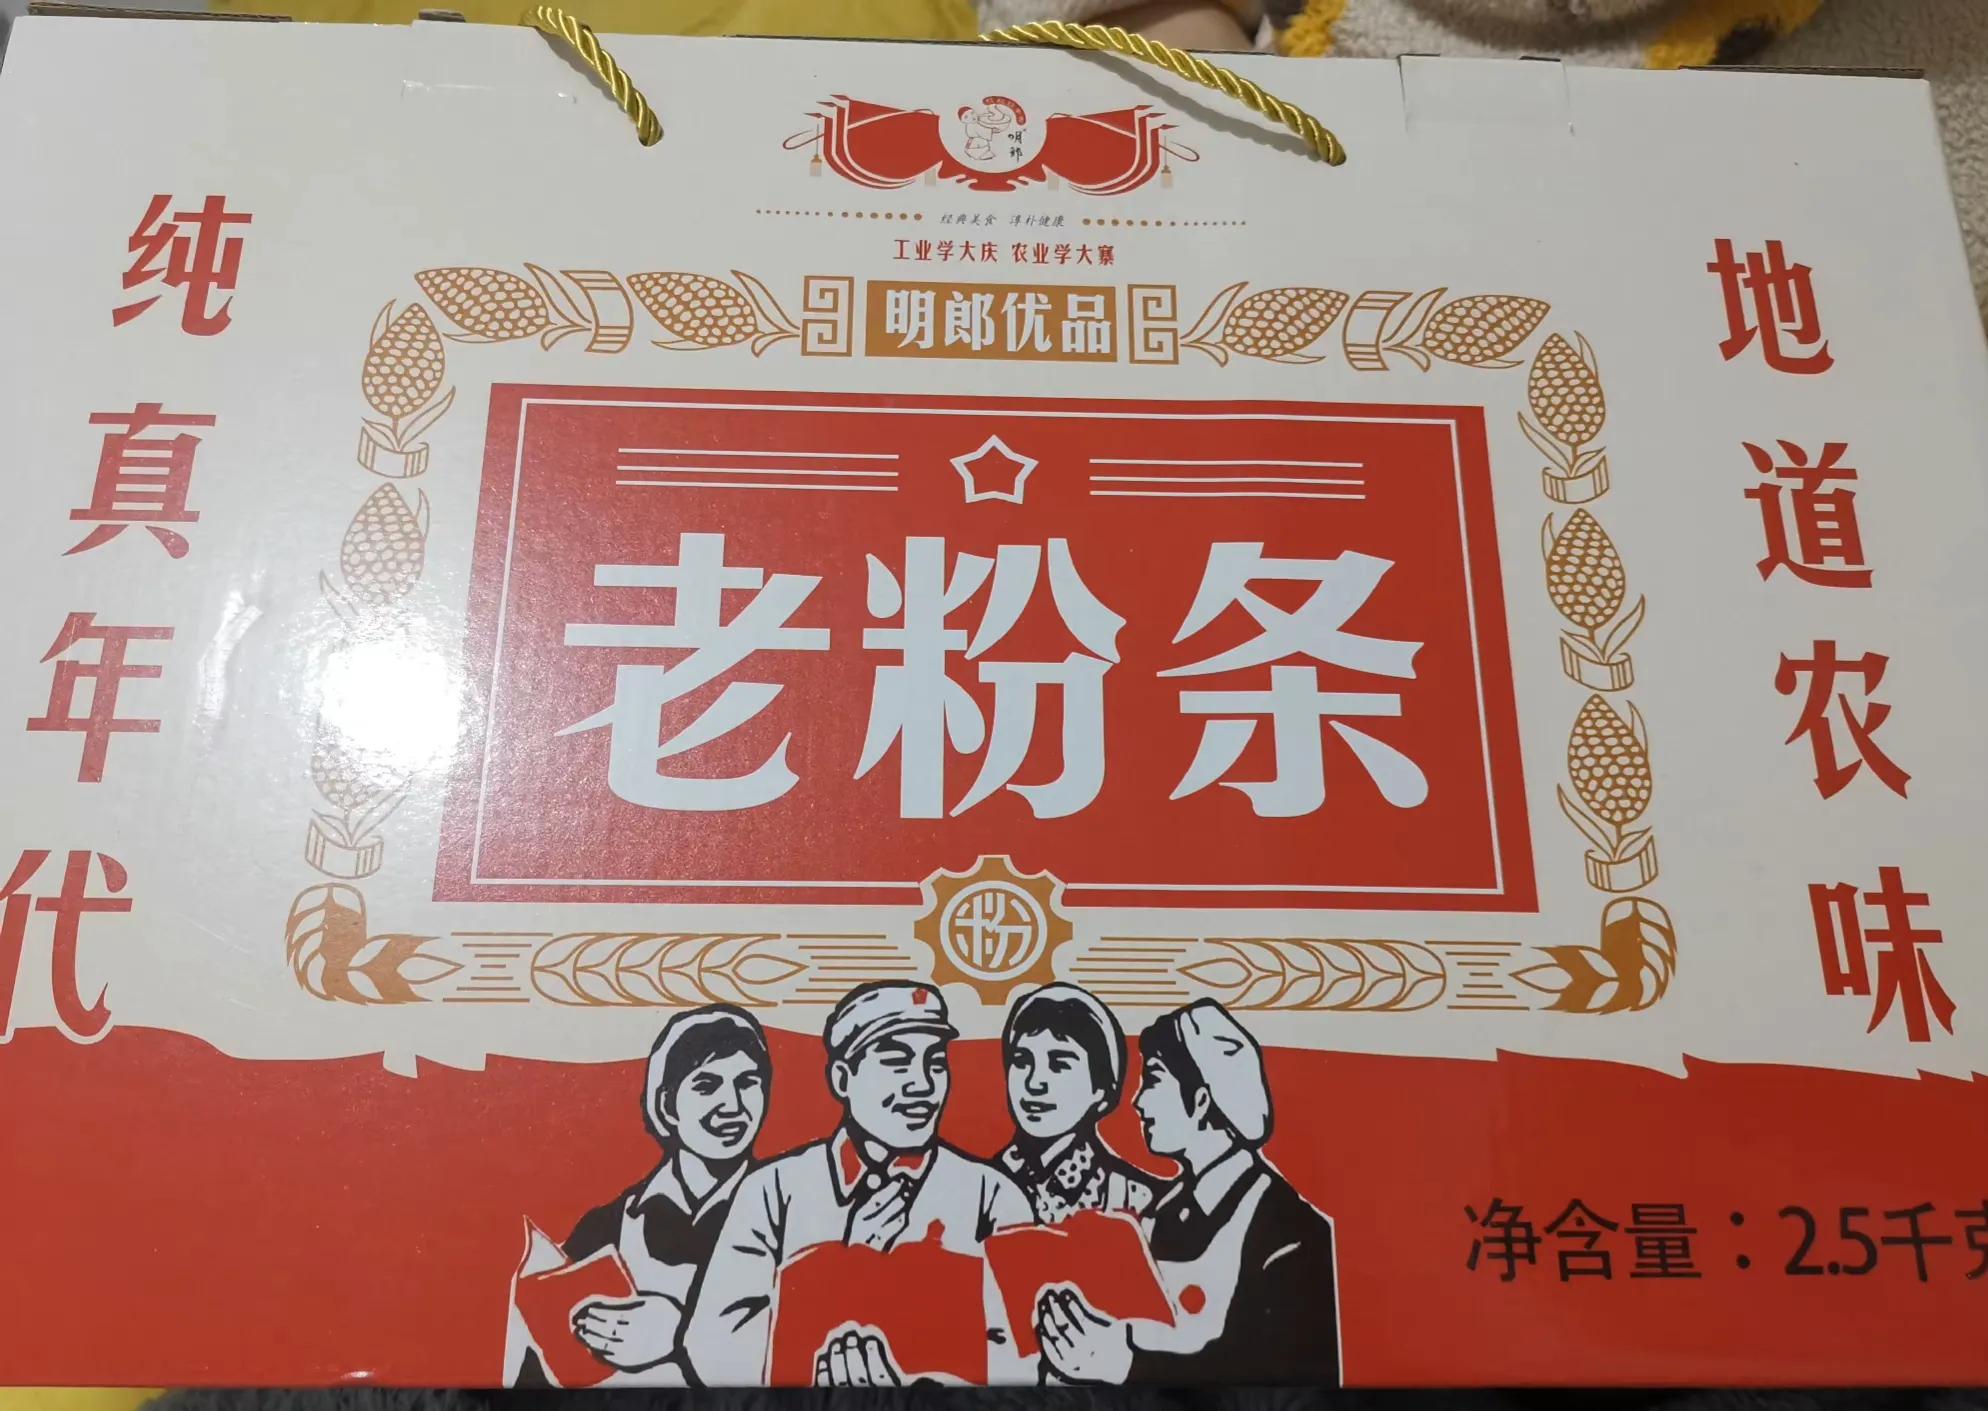 明郎
经典美食 淳朴健康
工业学大庆 农业学大寨
明郎优品
纯真年代
地道农味
老粉条
粉
净含量：2.5千克